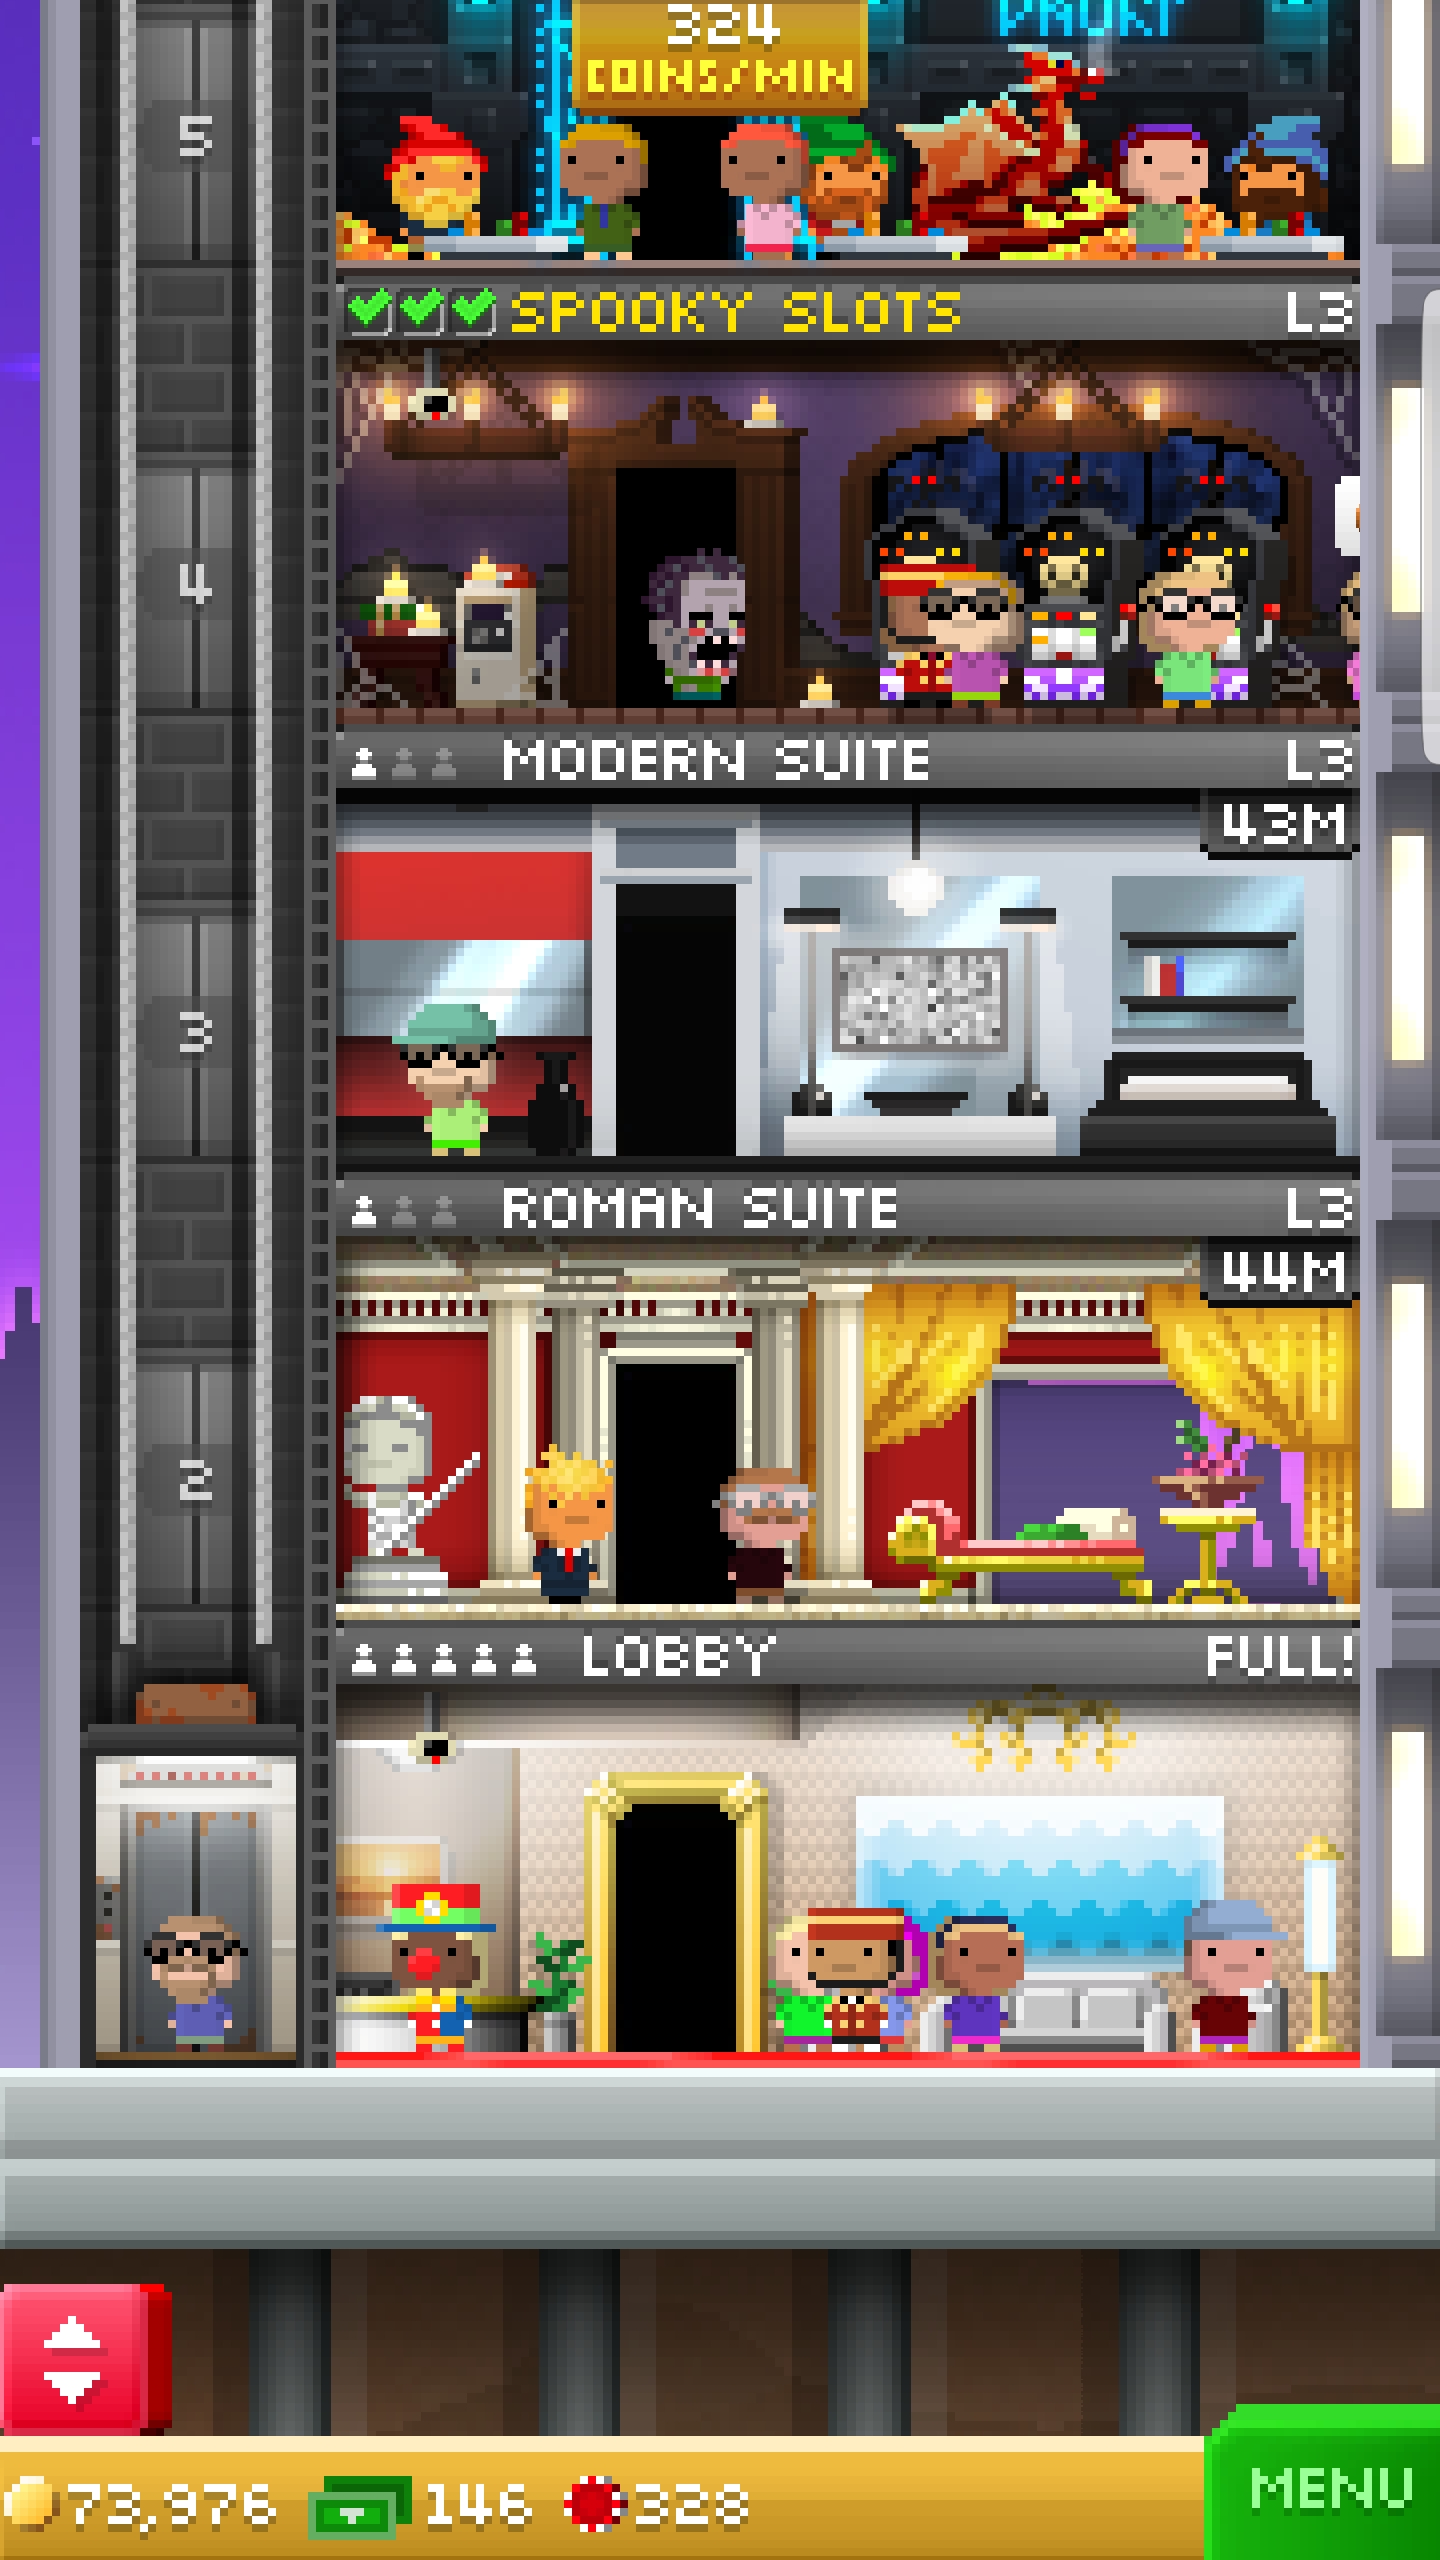 324
COINS/MIN
5
SPOOKY SLOTS L3
4
MODERN SUITE L3
43M
3
ROMAN SUITE L3
44M
2
LOBBY FULL!
73,976 146 328
MENU